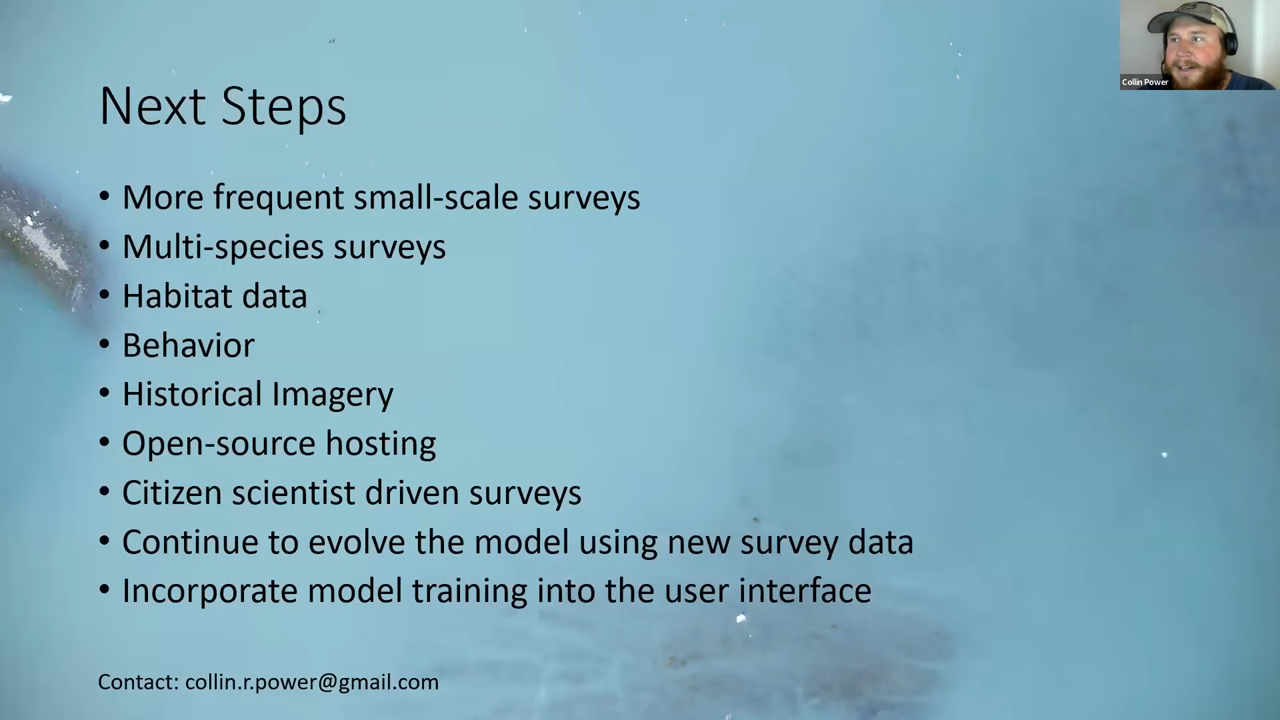 Collin Power
Next Steps
• More frequent small-scale surveys
• Multi-species surveys
• Habitat data
• Behavior
• Historical Imagery
• Open-source hosting
• Citizen scientist driven surveys
• Continue to evolve the model using new survey data
• Incorporate model training into the user interface
Contact: collin.r.power@gmail.com